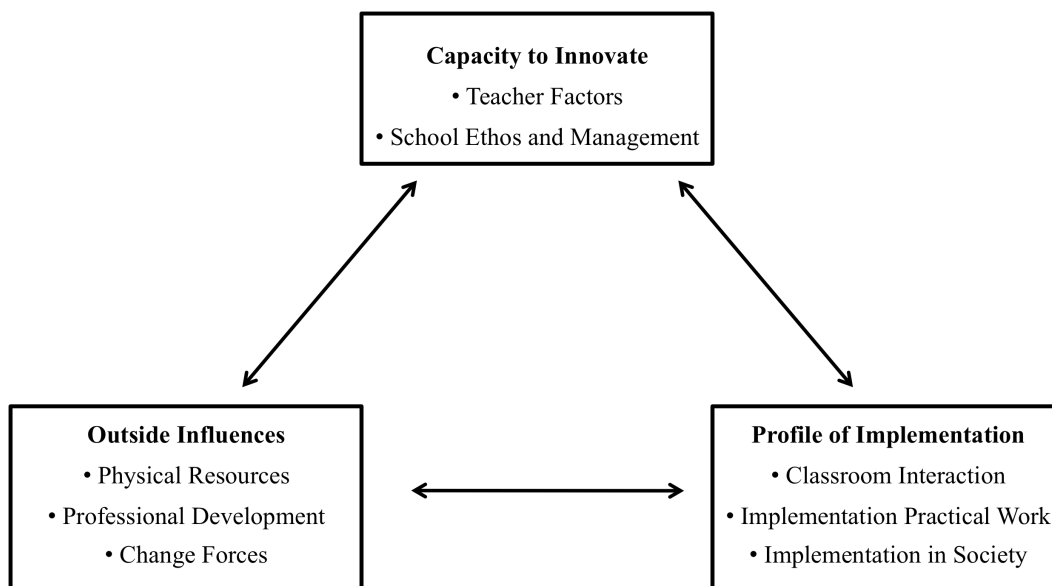 Capacity to Innovate
• Teacher Factors
• School Ethos and Management
Outside Influences
• Physical Resources
• Professional Development
• Change Forces
Profile of Implementation
• Classroom Interaction
• Implementation Practical Work
• Implementation in Society